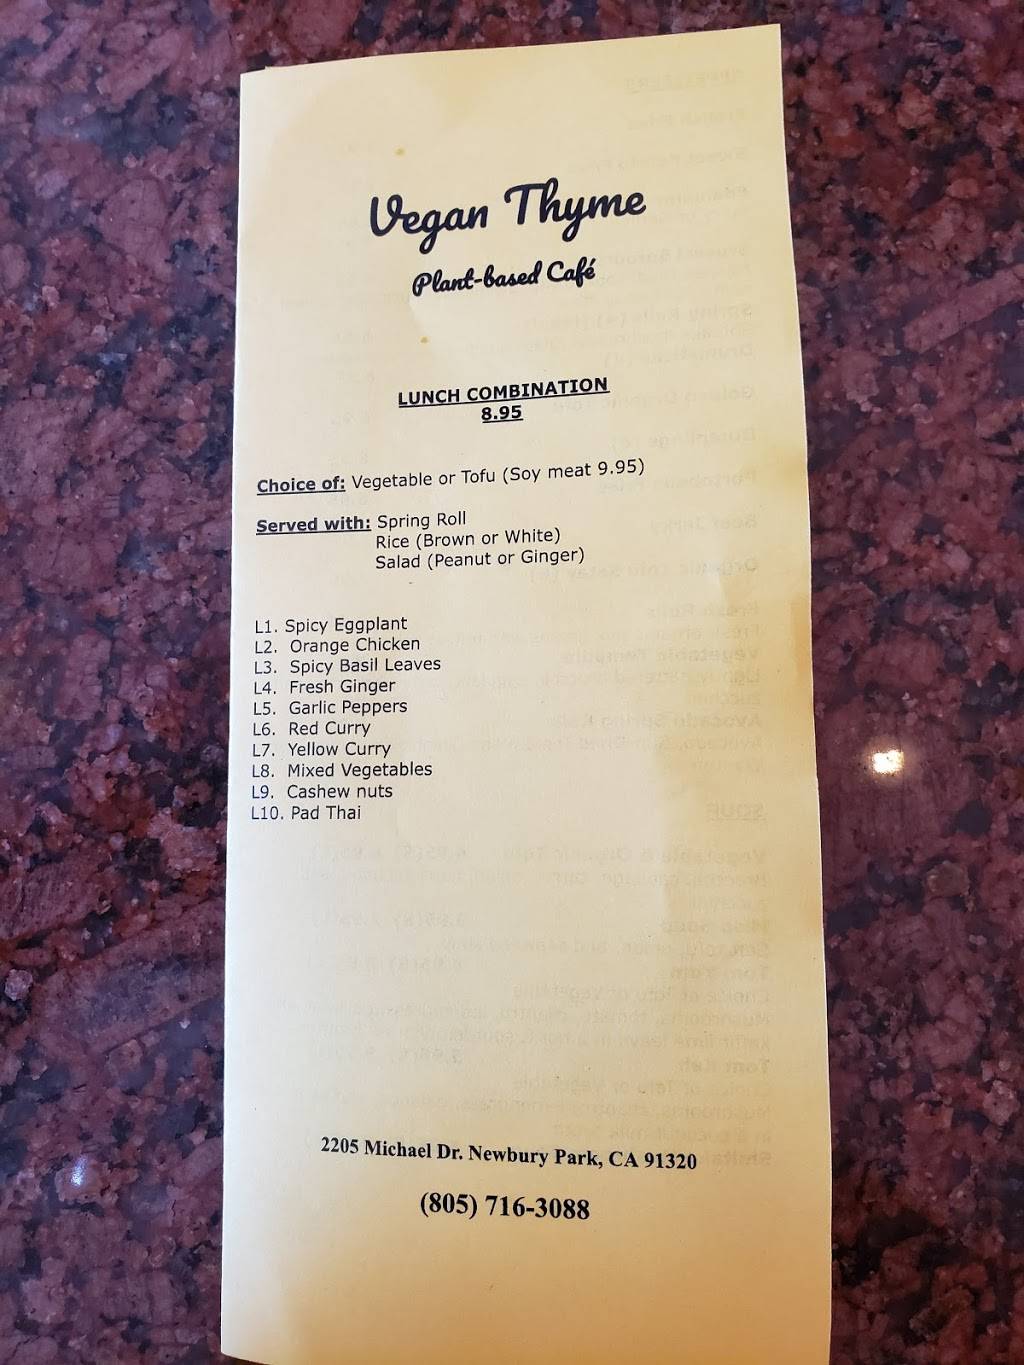 Vegan Thyme
Plant-based Café
LUNCH COMBINATION
8.95
Choice of: Vegetable or Tofu (Soy meat 9.95)
Served with: Spring Roll
Rice (Brown or White)
Salad (Peanut or Ginger)
L1. Spicy Eggplant
L2. Orange Chicken
L3. Spicy Basil Leaves
L4. Fresh Ginger
L5. Garlic Peppers
L6. Red Curry
L7. Yellow Curry
L8. Mixed Vegetables
L9. Cashew nuts
L10. Pad Thai
2205 Michael Dr. Newbury Park, CA 91320
(805) 716-3088